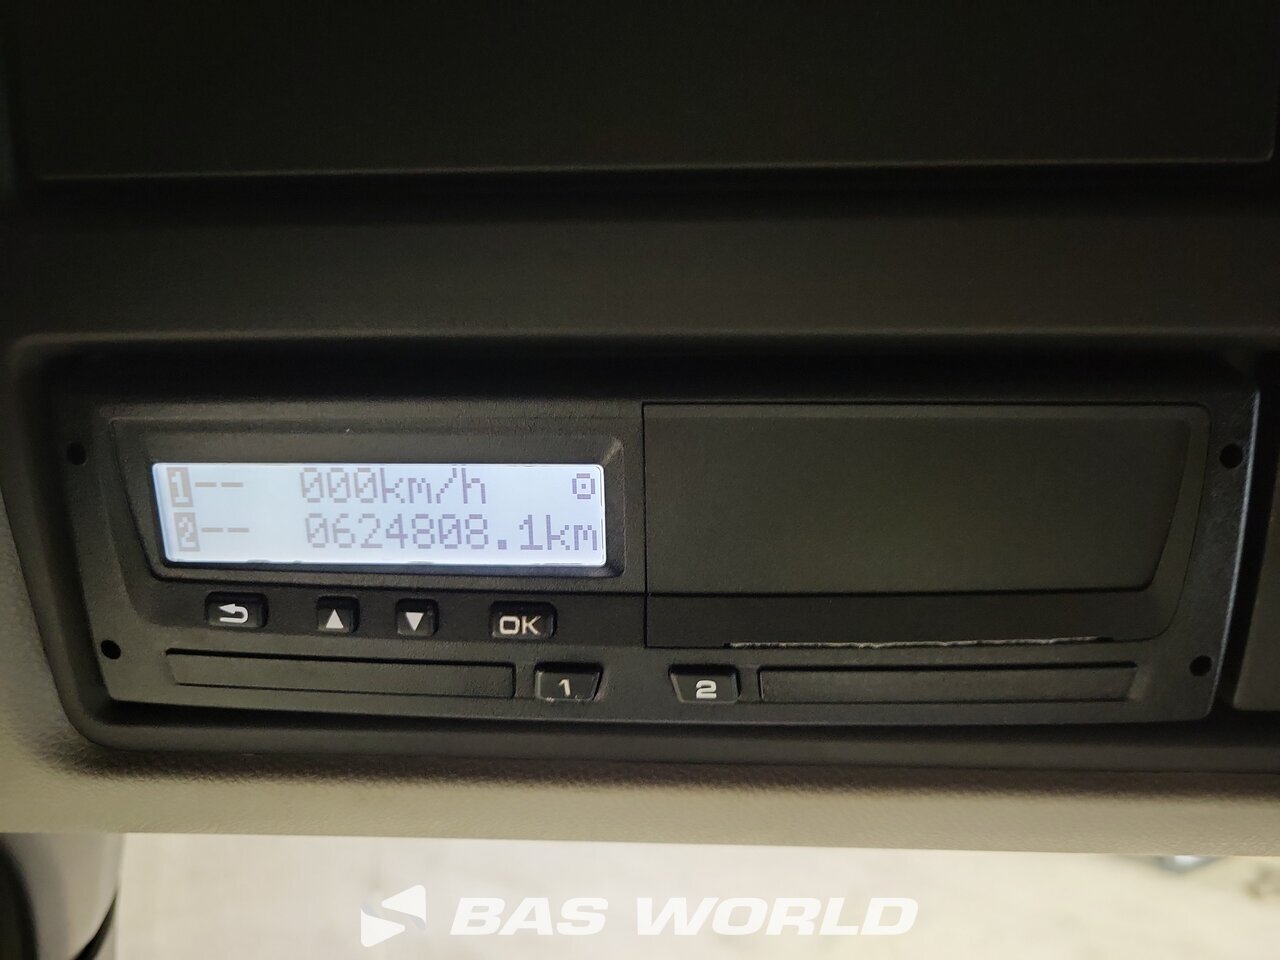 1-- 000km/h
2-- 0624808.1km
OK
1 2
BAS WORLD